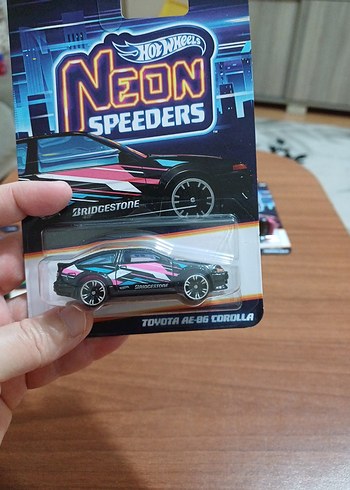 HOT WHEELS
NEON
SPEEDERS
BRIDGESTONE
BRIDGESTONE
TOYOTA AE-86 COROLLA